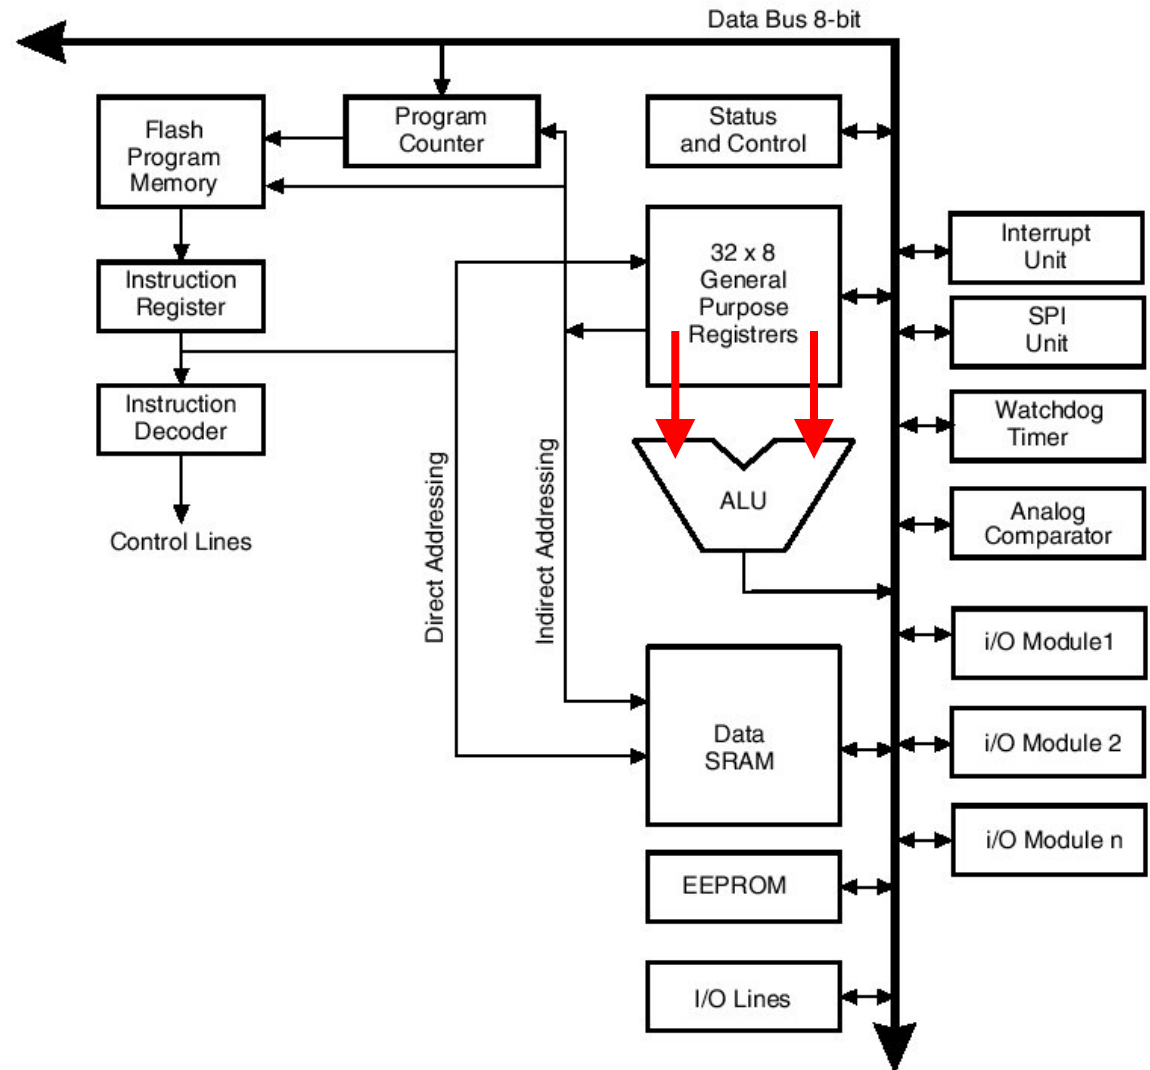 Data Bus 8-bit
Flash
Program
Memory
Program
Counter
Status
and Control
32 x 8
General
Purpose
Registrers
Interrupt
Unit
Instruction
Register
SPI
Unit
Instruction
Decoder
Watchdog
Timer
Control Lines
Direct Addressing
Indirect Addressing
ALU
Analog
Comparator
i/O Module1
Data
SRAM
i/O Module 2
i/O Module n
EEPROM
I/O Lines